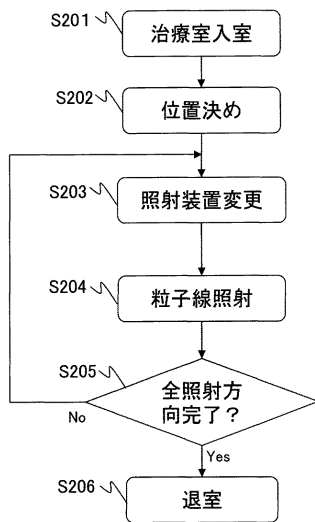 S201
治療室入室
S202
位置決め
S203
照射装置変更
S204
粒子線照射
S205
全照射方
向完了？
No
Yes
S206
退室